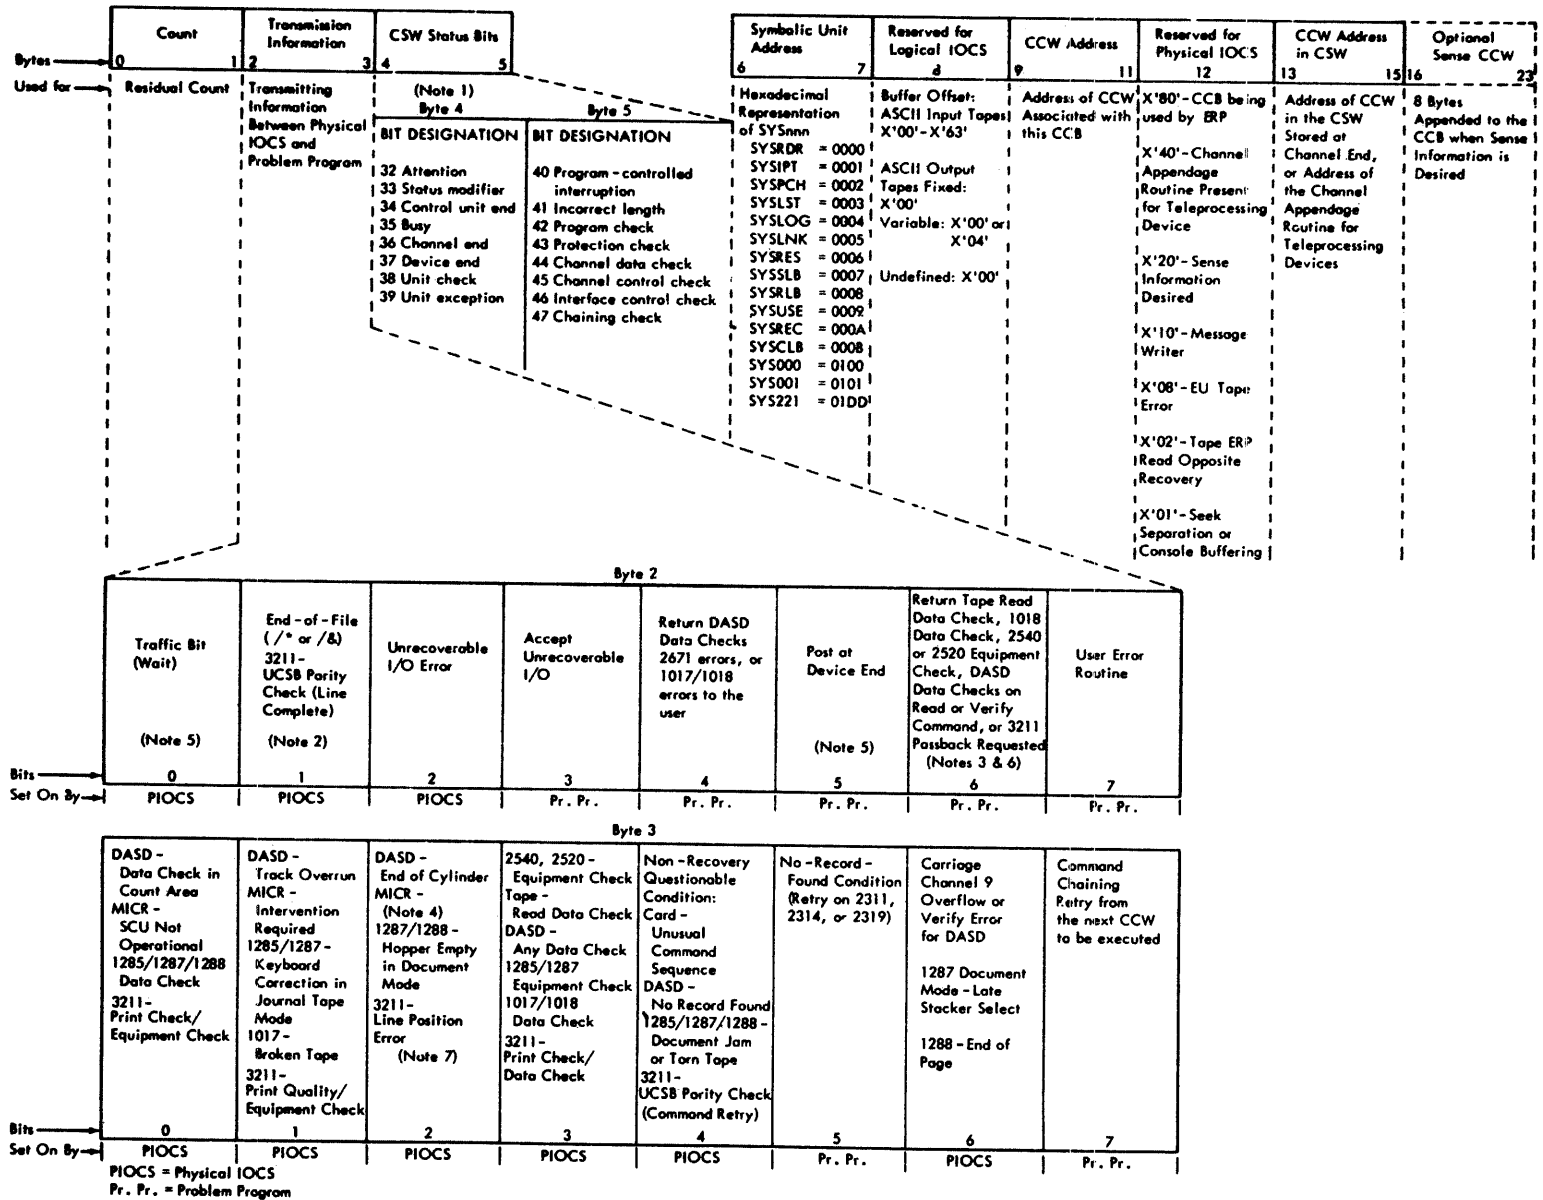 Count
Transmission
Information
CSW Status Bits
Bytes
0
1
2
3
4
5
Symbolic Unit
Address
6
7
Reserved for
Logical IOCS
8
CCW Address
9
11
Reserved for
Physical IOCS
12
CCW Address
in CSW
13
15
Optional
Sense CCW
16
23
Used for
Residual Count
Transmitting
Information
Between Physical
IOCS and
Problem Program
(Note 1)
Byte 4
BIT DESIGNATION
32 Attention
33 Status modifier
34 Control unit end
35 Busy
36 Channel end
37 Device end
38 Unit check
39 Unit exception
Byte 5
BIT DESIGNATION
40 Program-controlled
interruption
41 Incorrect length
42 Program check
43 Protection check
44 Channel data check
45 Channel control check
46 Interface control check
47 Chaining check
Hexadecimal
Representation
of SYSnnn
SYSRDR = 0000
SYSIPT = 0001
SYSPCH = 0002
SYSLST = 0003
SYSLOG = 0004
SYSLNK = 0005
SYSRES = 0006
SYSSLB = 0007
SYSRLB = 0008
SYSUSE = 0009
SYSREC = 000A
SYSCLB = 000B
SYS000 = 0100
SYS001 = 0101
SYS221 = 01DD
Buffer Offset:
ASCII Input Tapes
X'00'-X'63'
ASCII Output
Tapes Fixed:
X'00'
Variable: X'00' or
X'04'
Undefined: X'00'
Address of CCW
Associated with
this CCB
X'80'-CCB being
used by ERP
X'40'-Channel
Appendage
Routine Present
for Teleprocessing
Device
X'20'-Sense
Information
Desired
X'10'-Message
Writer
X'08'-EU Tape
Error
X'02'-Tape ERP
Read Opposite
Recovery
X'01'-Seek
Separation or
Console Buffering
Address of CCW
in the CSW
Stored at
Channel End,
or Address of
the Channel
Appendage
Routine for
Teleprocessing
Devices
8 Bytes
Appended to the
CCB when Sense
Information is
Desired
Byte 2
Traffic Bit
(Wait)
(Note 5)
End-of-File
( /* or /&)
3211-
UCSB Parity
Check (Line
Complete)
(Note 2)
Unrecoverable
I/O Error
Accept
Unrecoverable
I/O
Return DASD
Data Checks
2671 errors, or
1017/1018
errors to the
user
Post at
Device End
(Note 5)
Return Tape Read
Data Check, 1018
Data Check, 2540
or 2520 Equipment
Check, DASD
Data Checks on
Read or Verify
Command, or 3211
Passback Requested
(Notes 3 & 6)
User Error
Routine
Bits 0 1 2 3 4 5 6 7
Set On By PIOCS PIOCS PIOCS Pr. Pr. Pr. Pr. Pr. Pr. Pr. Pr. Pr. Pr.
Byte 3
DASD -
Data Check in
Count Area
MICR -
SCU Not
Operational
1285/1287/1288
Data Check
3211-
Print Check/
Equipment Check
DASD -
Track Overrun
MICR -
Intervention
Required
1285/1287-
Keyboard
Correction in
Journal Tape
Mode
1017-
Broken Tape
3211-
Print Quality/
Equipment Check
DASD -
End of Cylinder
MICR -
(Note 4)
1287/1288-
Hopper Empty
in Document
Mode
3211-
Line Position
Error
(Note 7)
2540, 2520-
Equipment Check
Tape-
Read Data Check
DASD-
Any Data Check
1285/1287
Equipment Check
1017/1018
Data Check
3211-
Print Check/
Data Check
Non-Recovery
Questionable
Condition:
Card-
Unusual
Command
Sequence
DASD-
No Record Found
1285/1287/1288-
Document Jam
or Torn Tape
3211-
UCSB Parity Check
(Command Retry)
No-Record-
Found Condition
(Retry on 2311,
2314, or 2319)
Carriage
Channel 9
Overflow or
Verify Error
for DASD
1287 Document
Mode-Late
Stacker Select
1288-End of
Page
Command
Chaining
Retry from
the next CCW
to be executed
Bits 0 1 2 3 4 5 6 7
Set On By PIOCS PIOCS PIOCS PIOCS PIOCS Pr. Pr. PIOCS Pr. Pr.
PIOCS = Physical IOCS
Pr. Pr. = Problem Program